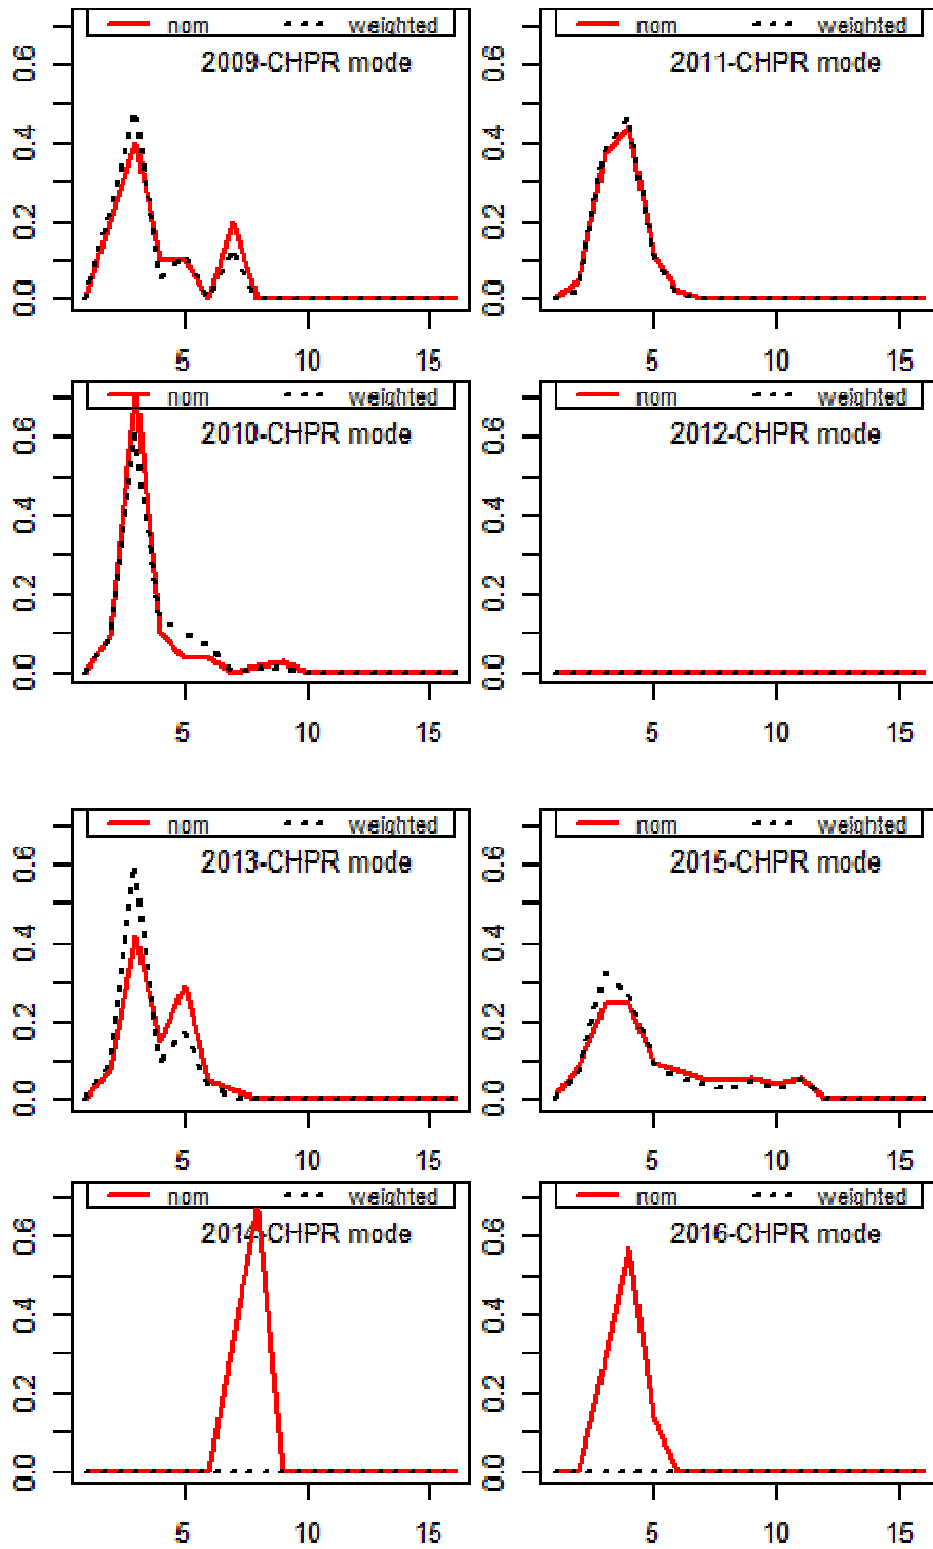 nom weighted
2009-CHPR mode
0.0 0.2 0.4 0.6
5 10 15
nom weighted
2011-CHPR mode
0.0 0.2 0.4 0.6
5 10 15
nom weighted
2010-CHPR mode
0.0 0.2 0.4 0.6
5 10 15
nom weighted
2012-CHPR mode
0.0 0.2 0.4 0.6
5 10 15
nom weighted
2013-CHPR mode
0.0 0.2 0.4 0.6
5 10 15
nom weighted
2015-CHPR mode
0.0 0.2 0.4 0.6
5 10 15
nom weighted
2014-CHPR mode
0.0 0.2 0.4 0.6
5 10 15
nom weighted
2016-CHPR mode
0.0 0.2 0.4 0.6
5 10 15